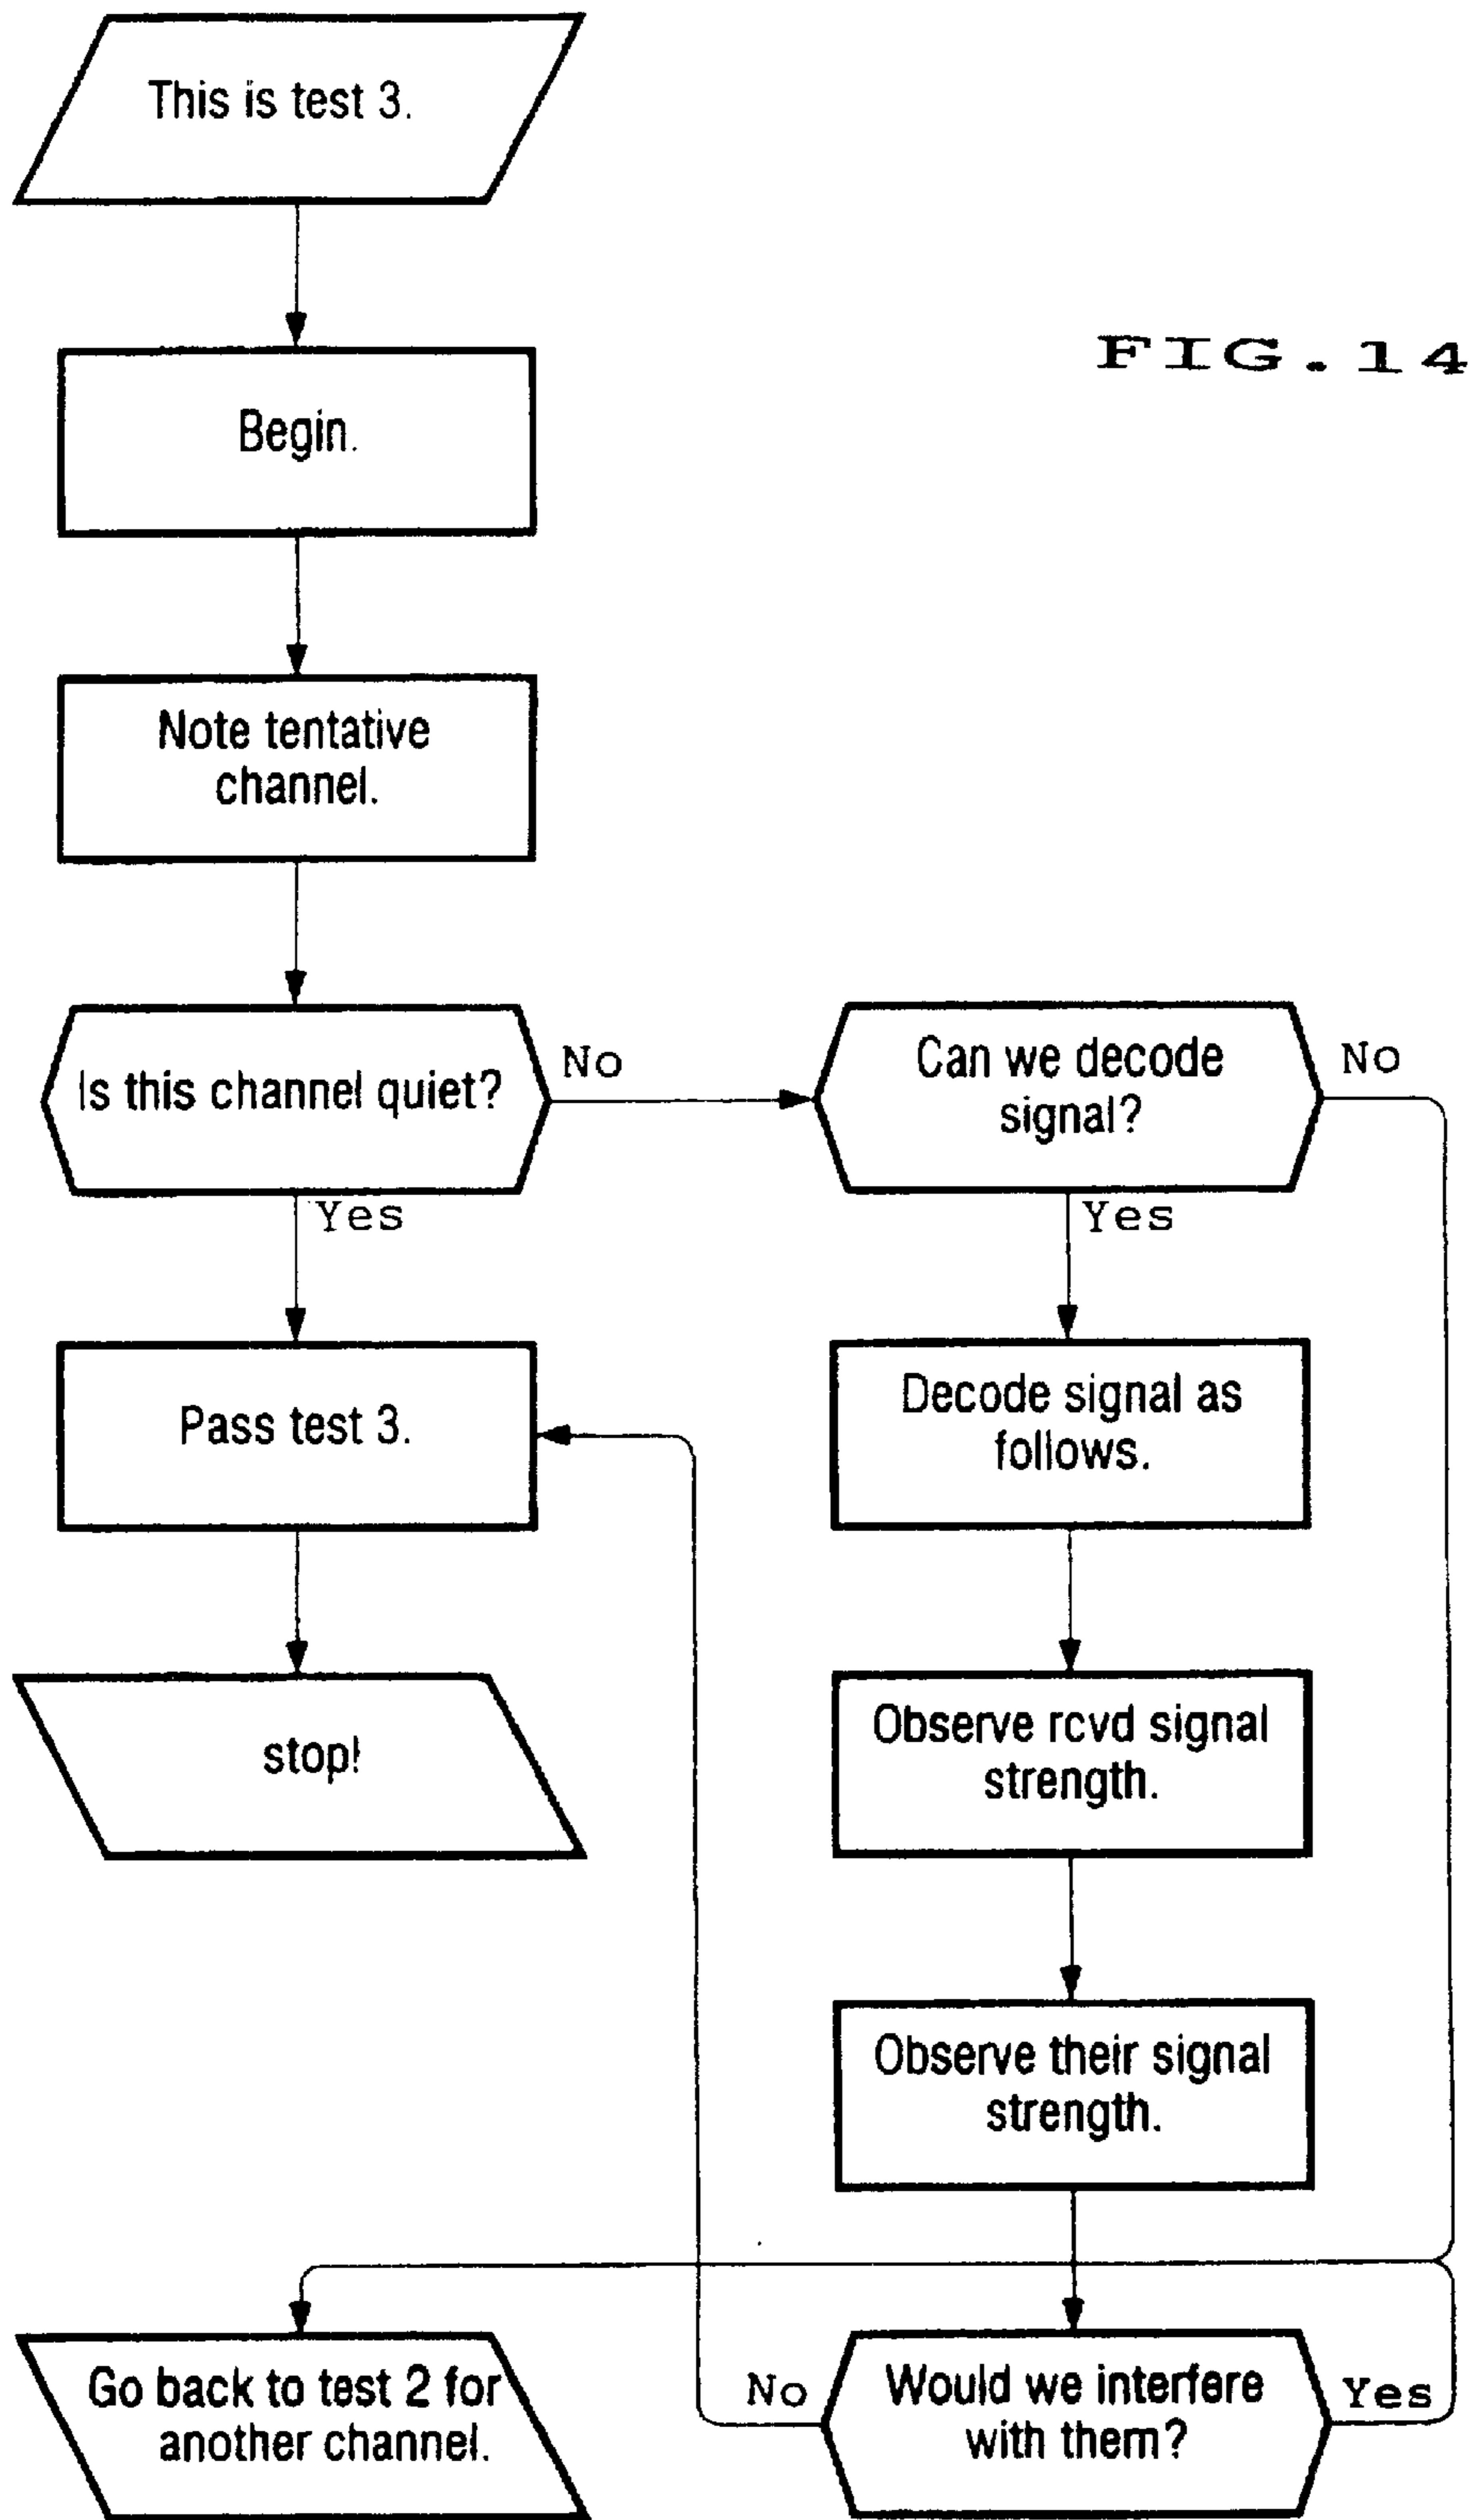 This is test 3.
FIG.14
Begin.
Note tentative
channel.
Is this channel quiet?
No
Can we decode
signal?
No
Yes
Yes
Pass test 3.
Decode signal as
follows.
stop!
Observe rcvd signal
strength.
Observe their signal
strength.
Go back to test 2 for
another channel.
No
Would we interfere
with them?
Yes